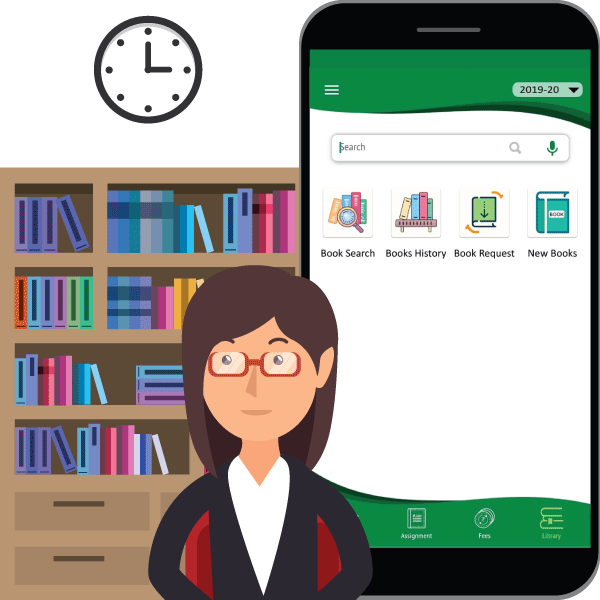 2019-20
Search
Book Search Books History Book Request New Books
BOOK
Assignment Fees Library